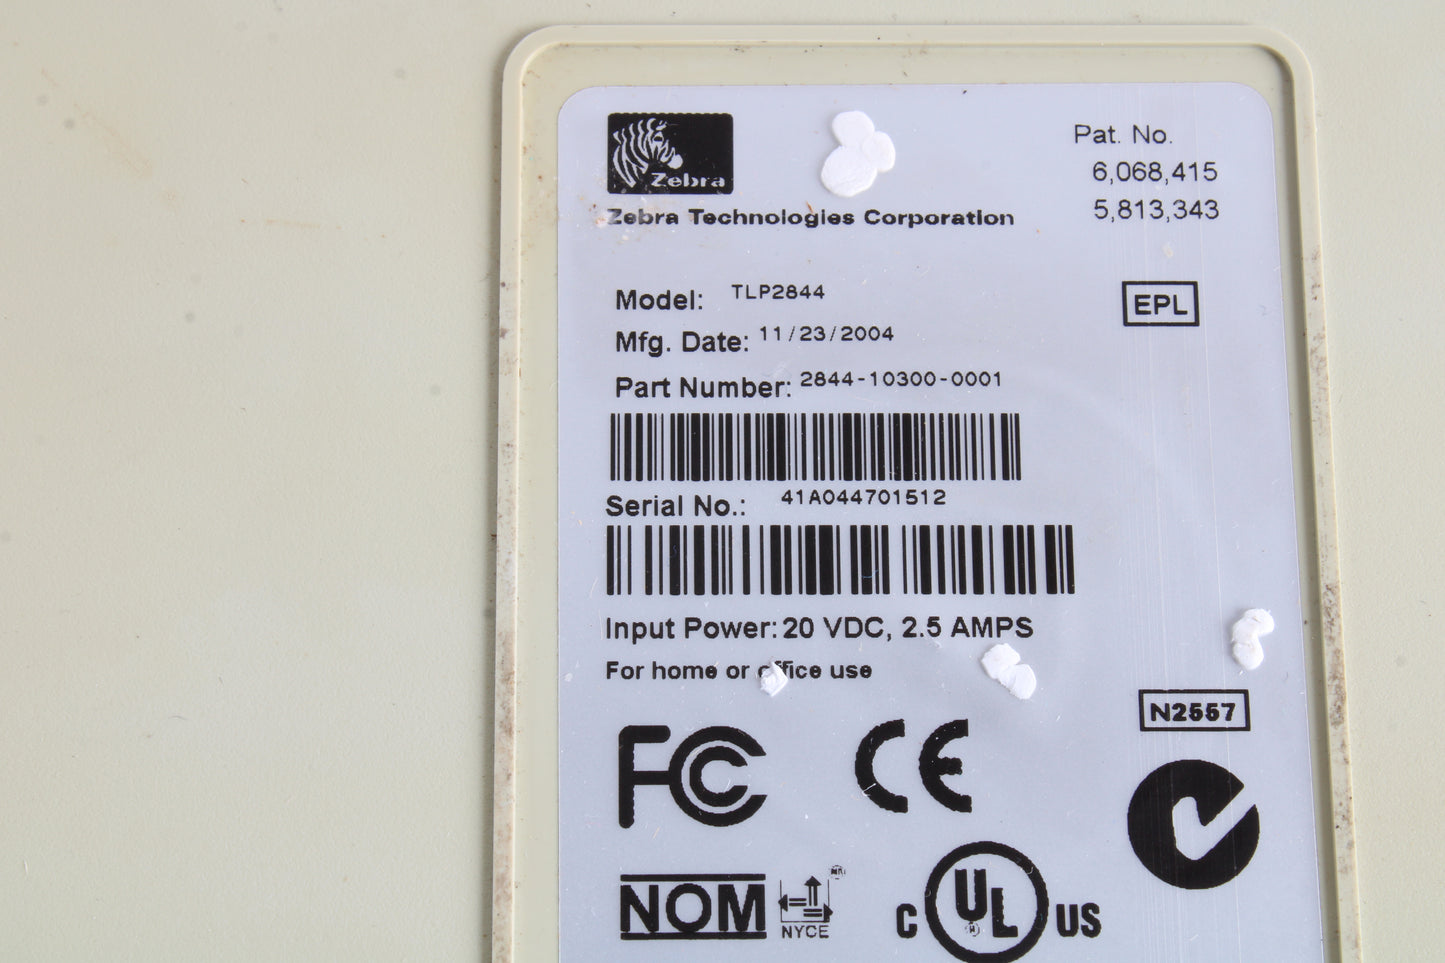 Zebra
Zebra Technologies Corporation
Pat. No.
6,068,415
5,813,343
Model: TLP2844
EPL
Mfg. Date: 11/23/2004
Part Number: 2844-10300-0001
Serial No.: 41A044701512
Input Power: 20 VDC, 2.5 AMPS
For home or office use
N2557
FC
CE
NOM
NYCE
C UL US